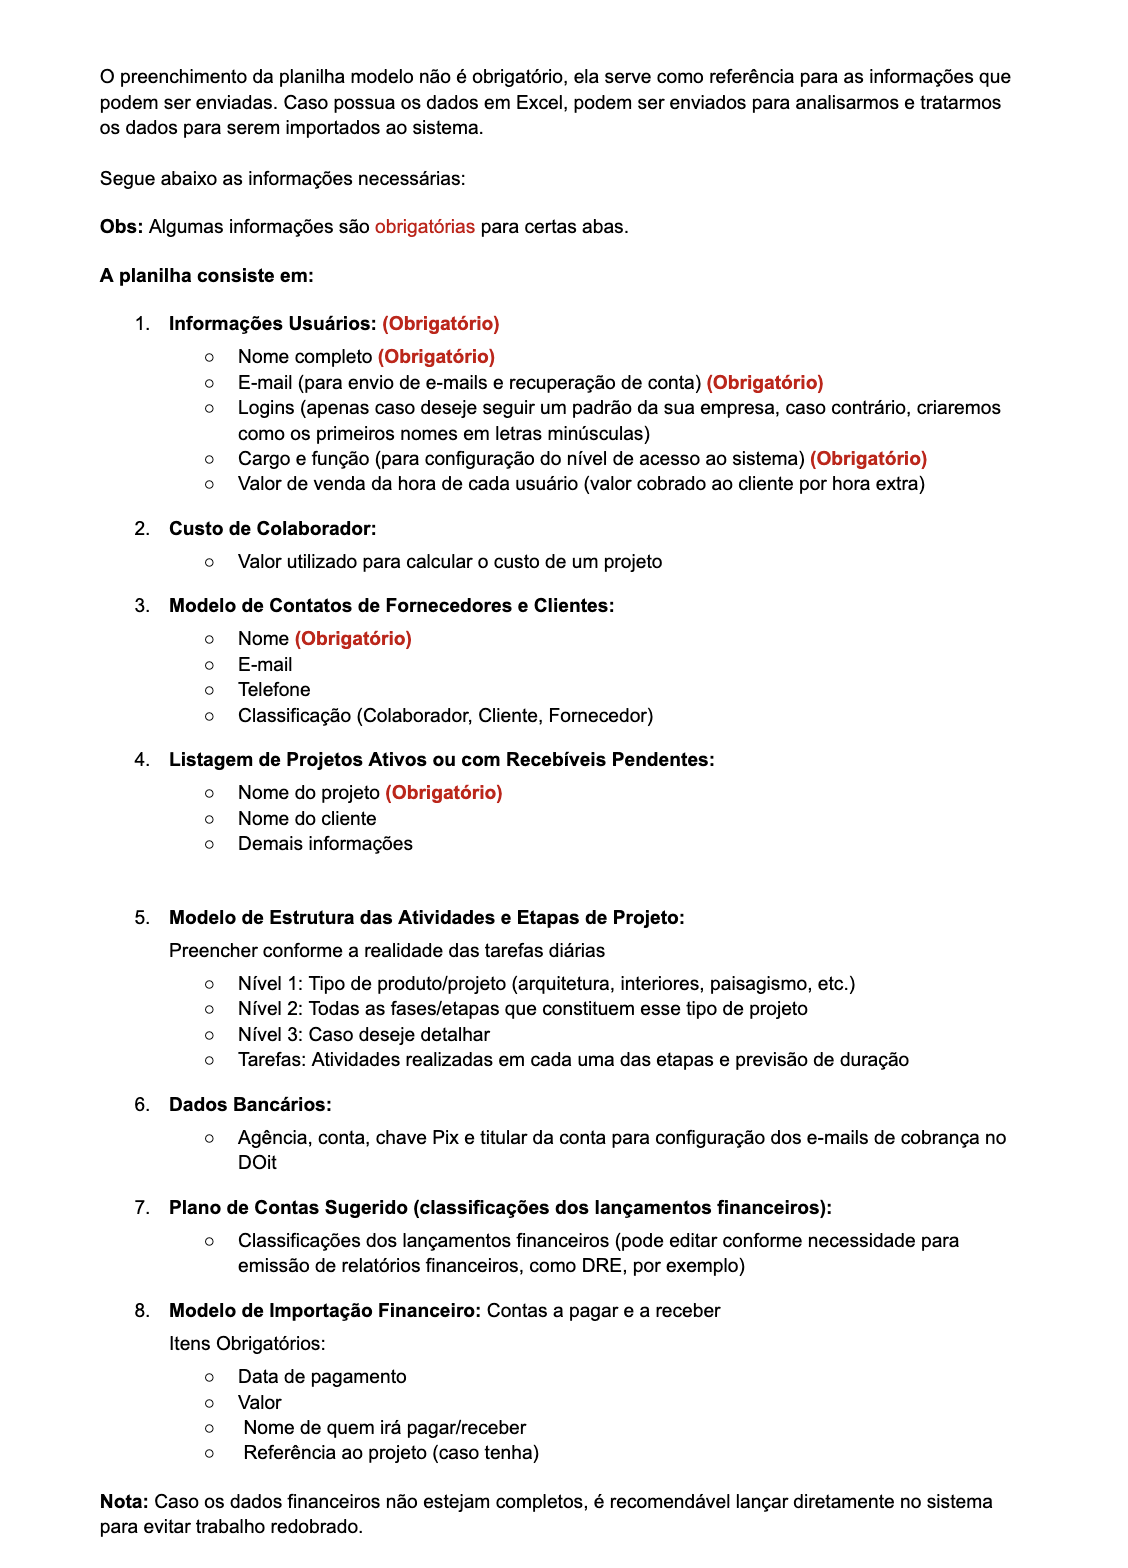 O preenchimento da planilha modelo não é obrigatório, ela serve como referência para as informações que
podem ser enviadas. Caso possua os dados em Excel, podem ser enviados para analisarmos e tratarmos
os dados para serem importados ao sistema.
Segue abaixo as informações necessárias:
Obs: Algumas informações são obrigatórias para certas abas.
A planilha consiste em:
1. Informações Usuários: (Obrigatório)
○ Nome completo (Obrigatório)
○ E-mail (para envio de e-mails e recuperação de conta) (Obrigatório)
○ Logins (apenas caso deseje seguir um padrão da sua empresa, caso contrário, criaremos
como os primeiros nomes em letras minúsculas)
○ Cargo e função (para configuração do nível de acesso ao sistema) (Obrigatório)
○ Valor de venda da hora de cada usuário (valor cobrado ao cliente por hora extra)
2. Custo de Colaborador:
○ Valor utilizado para calcular o custo de um projeto
3. Modelo de Contatos de Fornecedores e Clientes:
○ Nome (Obrigatório)
○ E-mail
○ Telefone
○ Classificação (Colaborador, Cliente, Fornecedor)
4. Listagem de Projetos Ativos ou com Recebíveis Pendentes:
○ Nome do projeto (Obrigatório)
○ Nome do cliente
○ Demais informações
5. Modelo de Estrutura das Atividades e Etapas de Projeto:
Preencher conforme a realidade das tarefas diárias
○ Nível 1: Tipo de produto/projeto (arquitetura, interiores, paisagismo, etc.)
○ Nível 2: Todas as fases/etapas que constituem esse tipo de projeto
○ Nível 3: Caso deseje detalhar
○ Tarefas: Atividades realizadas em cada uma das etapas e previsão de duração
6. Dados Bancários:
○ Agência, conta, chave Pix e titular da conta para configuração dos e-mails de cobrança no
DOit
7. Plano de Contas Sugerido (classificações dos lançamentos financeiros):
○ Classificações dos lançamentos financeiros (pode editar conforme necessidade para
emissão de relatórios financeiros, como DRE, por exemplo)
8. Modelo de Importação Financeiro: Contas a pagar e a receber
Itens Obrigatórios:
○ Data de pagamento
○ Valor
○ Nome de quem irá pagar/receber
○ Referência ao projeto (caso tenha)
Nota: Caso os dados financeiros não estejam completos, é recomendável lançar diretamente no sistema
para evitar trabalho redobrado.